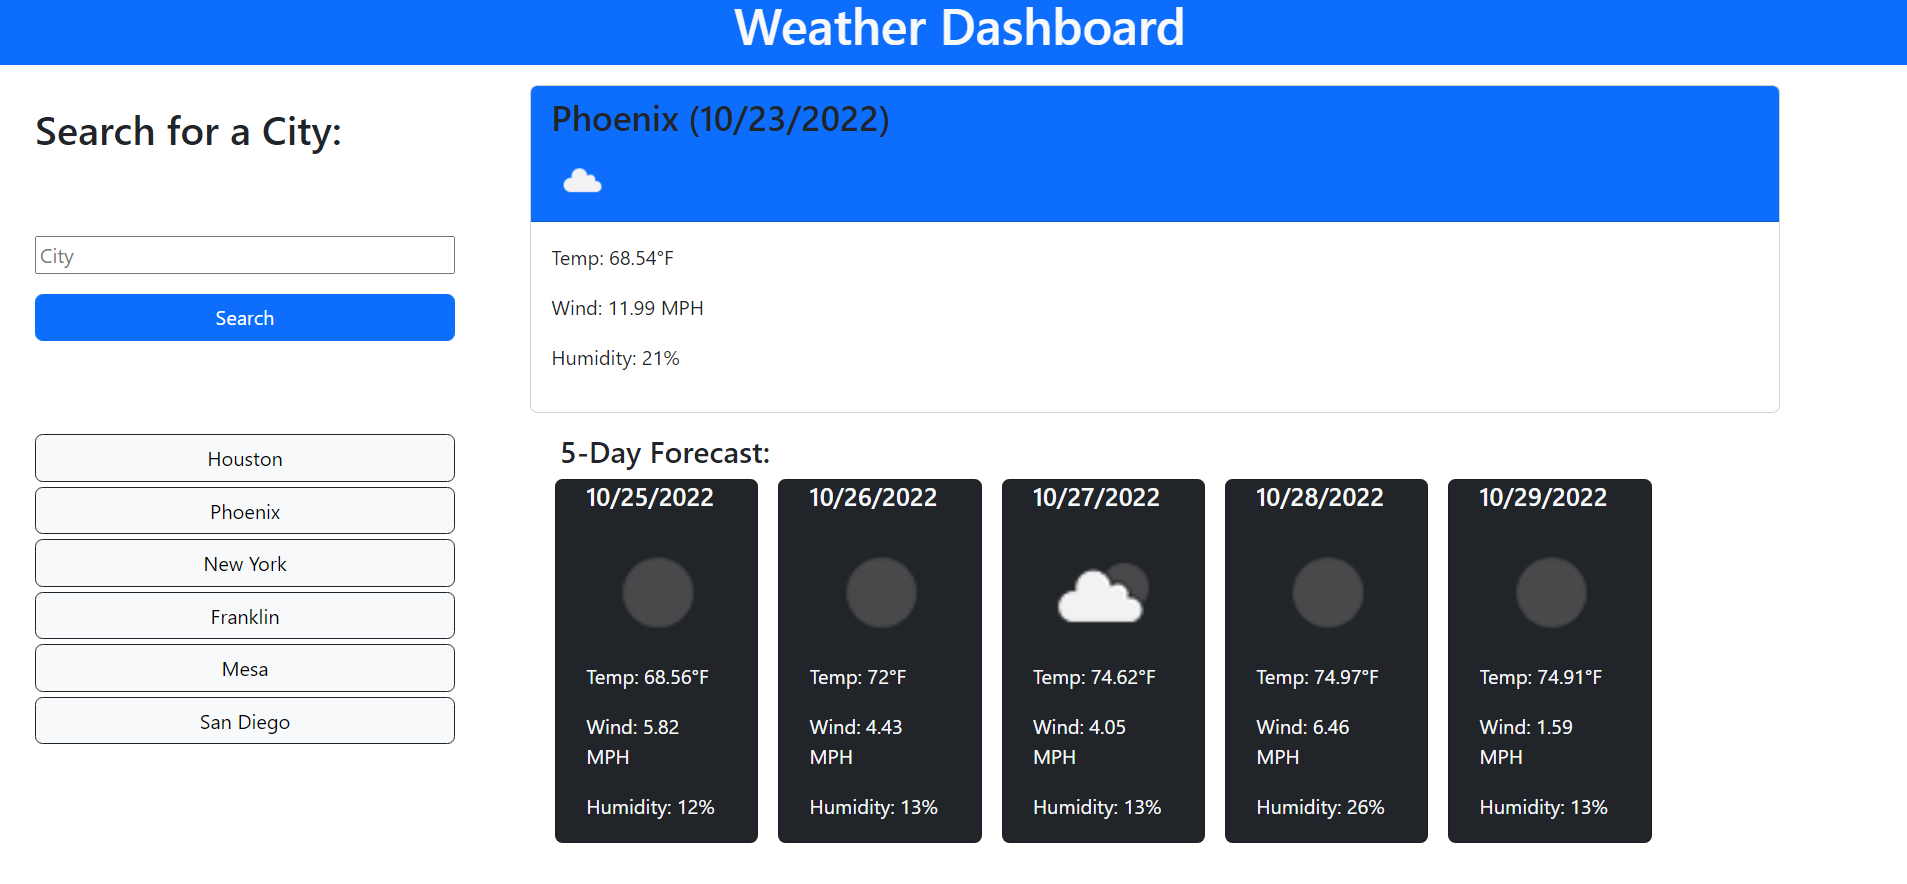 Weather Dashboard
Search for a City:
City
Search
Houston
Phoenix
New York
Franklin
Mesa
San Diego
Phoenix (10/23/2022)
Temp: 68.54°F
Wind: 11.99 MPH
Humidity: 21%
5-Day Forecast:
10/25/2022
Temp: 68.56°F
Wind: 5.82
MPH
Humidity: 12%
10/26/2022
Temp: 72°F
Wind: 4.43
MPH
Humidity: 13%
10/27/2022
Temp: 74.62°F
Wind: 4.05
MPH
Humidity: 13%
10/28/2022
Temp: 74.97°F
Wind: 6.46
MPH
Humidity: 26%
10/29/2022
Temp: 74.91°F
Wind: 1.59
MPH
Humidity: 13%